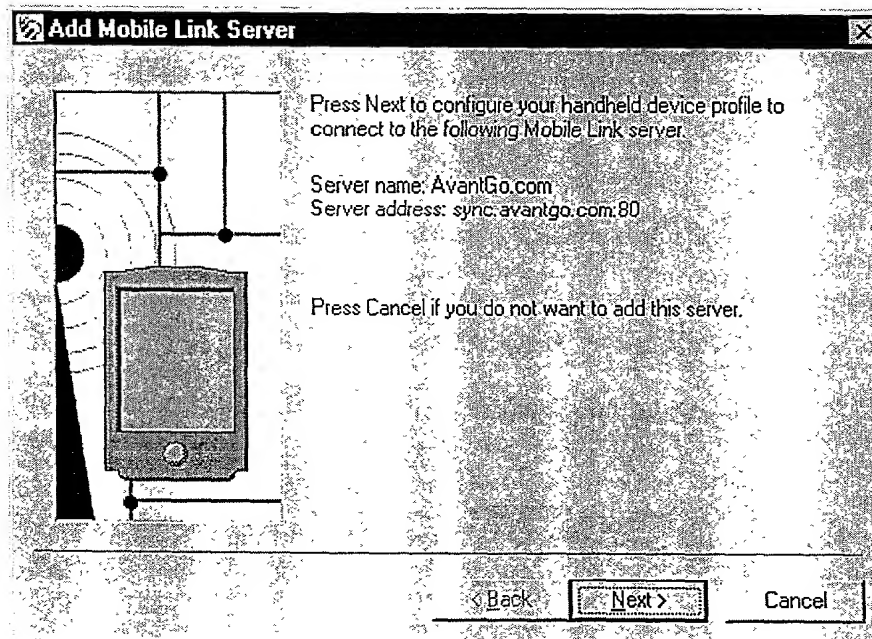 Add Mobile Link Server
Press Next to configure your handheld device profile to
connect to the following Mobile Link server.
Server name: AvantGo.com
Server address: sync.avantgo.com:80
Press Cancel if you do not want to add this server.
< Back
Next >
Cancel